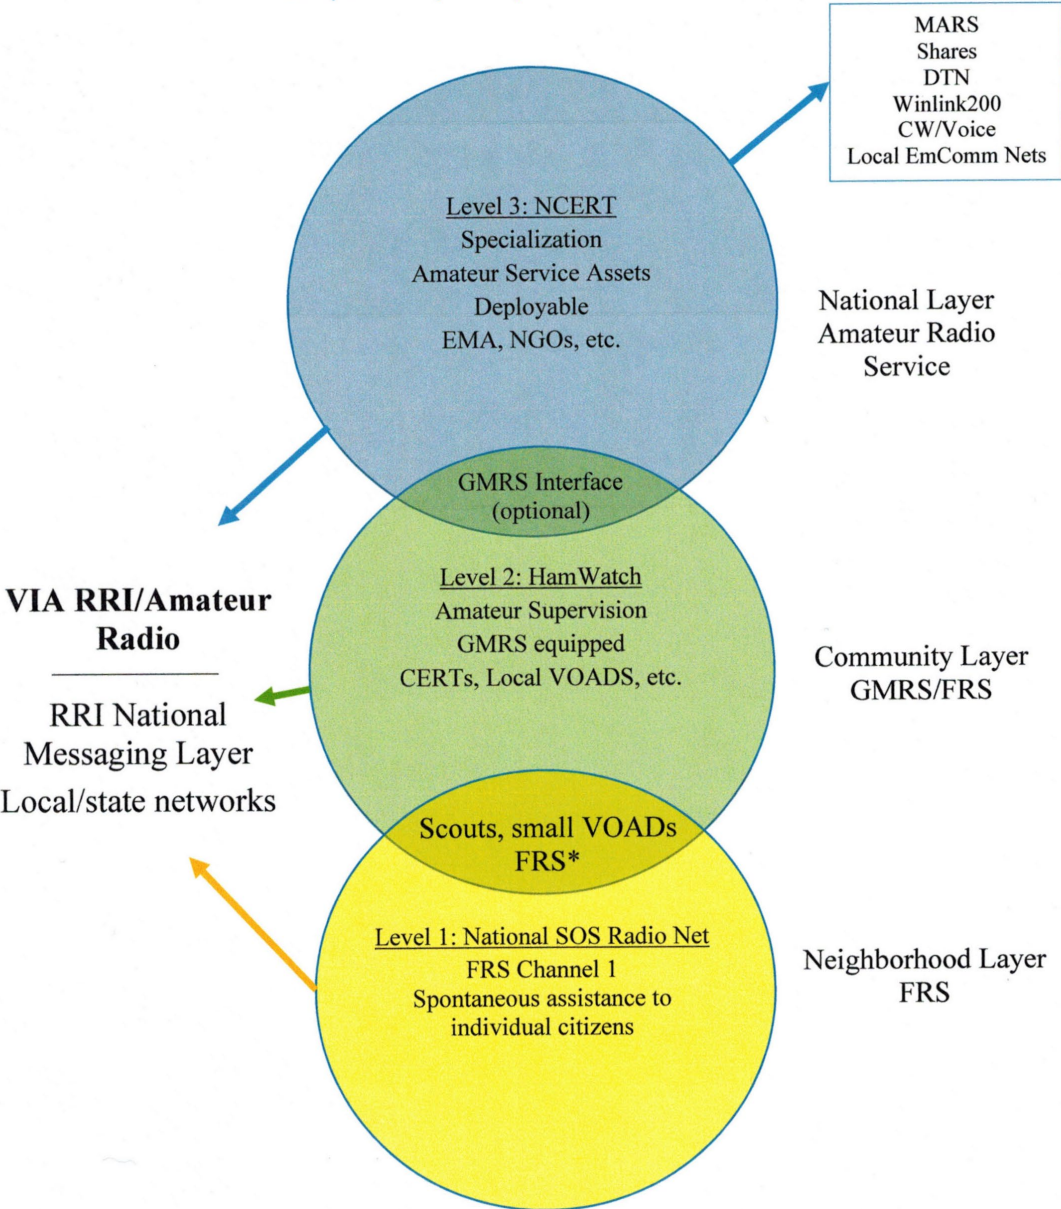 MARS
Shares
DTN
Winlink200
CW/Voice
Local EmComm Nets
Level 3: NCERT
Specialization
Amateur Service Assets
Deployable
EMA, NGOs, etc.
National Layer
Amateur Radio
Service
GMRS Interface
(optional)
Level 2: HamWatch
Amateur Supervision
GMRS equipped
CERTs, Local VOADS, etc.
VIA RRI/Amateur
Radio
RRI National
Messaging Layer
Local/state networks
Community Layer
GMRS/FRS
Scouts, small VOADs
FRS*
Level 1: National SOS Radio Net
FRS Channel 1
Spontaneous assistance to
individual citizens
Neighborhood Layer
FRS